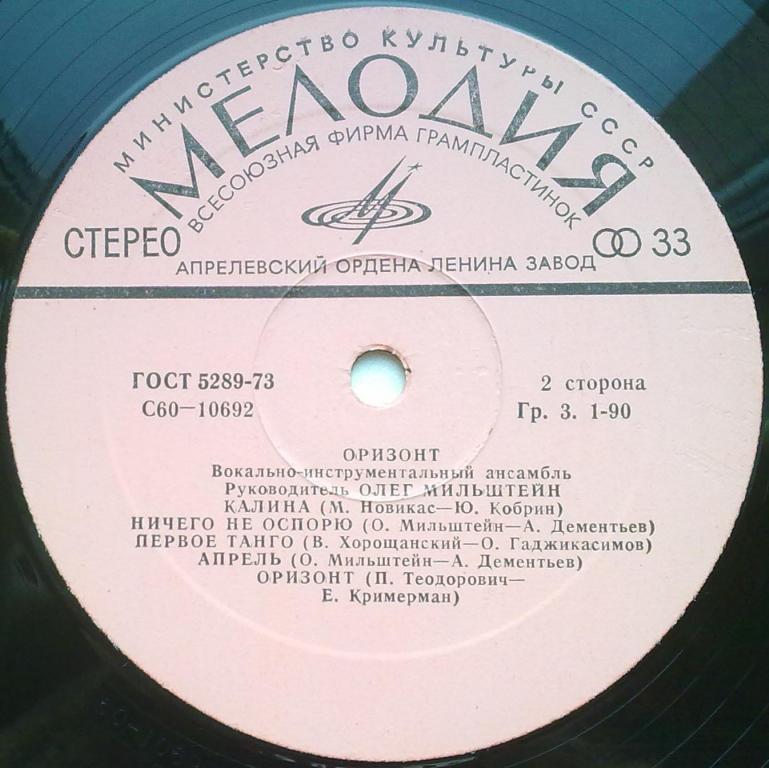 МИНИСТЕРСТВО КУЛЬТУРЫ СССР
МЕЛОДИЯ
ВСЕСОЮЗНАЯ ФИРМА ГРАМПЛАСТИНОК
СТЕРЕО
33
АПРЕЛЕВСКИЙ ОРДЕНА ЛЕНИНА ЗАВОД
ГОСТ 5289-73
2 сторона
С60—10692
Гр. 3. 1-90
ОРИЗОНТ
Вокально-инструментальный ансамбль
Руководитель ОЛЕГ МИЛЬШТЕЙН
КАЛИНА (М. Новикас—Ю. Кобрин)
НИЧЕГО НЕ ОСПОРЮ (О. Мильштейн—А. Дементьев)
ПЕРВОЕ ТАНГО (В. Хорощанский—О. Гаджикасимов)
АПРЕЛЬ (О. Мильштейн—А. Дементьев)
ОРИЗОНТ (П. Теодорович—
Е. Кримерман)